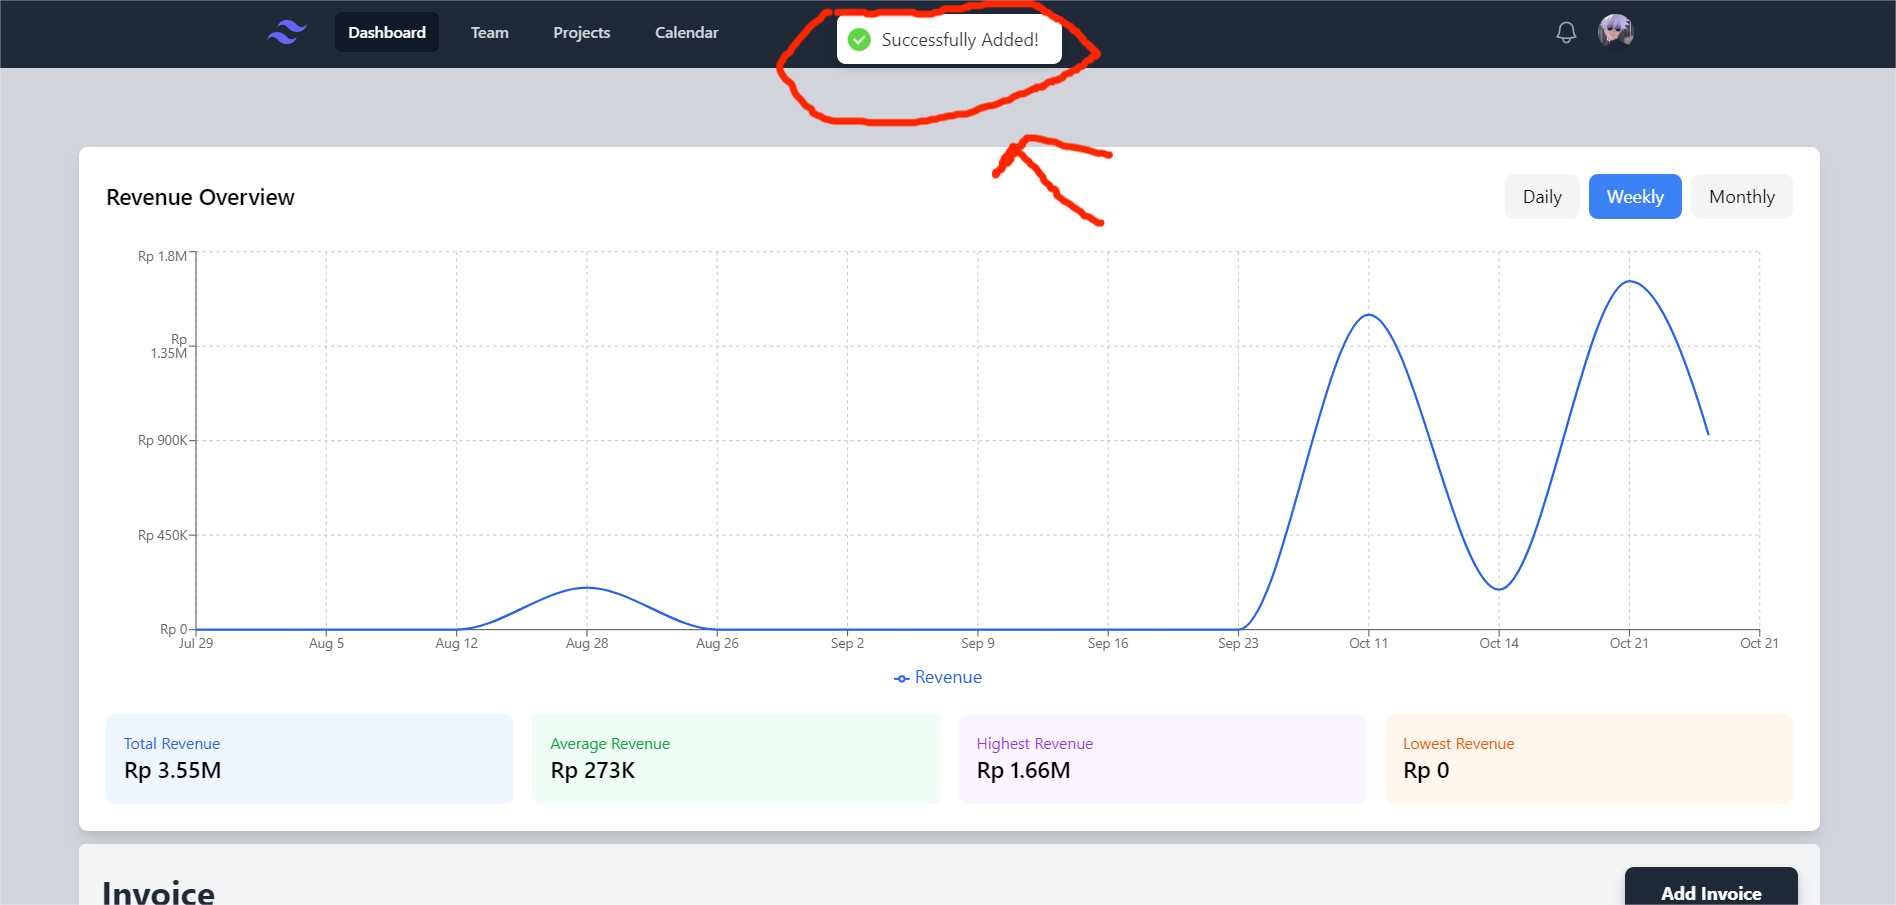 Dashboard Team Projects Calendar
Successfully Added!
Revenue Overview
Daily Weekly Monthly
Rp 1.8M
Rp
1.35M
Rp 900K
Rp 450K
Rp 0
Jul 29 Aug 5 Aug 12 Aug 28 Aug 26 Sep 2 Sep 9 Sep 16 Sep 23 Oct 11 Oct 14 Oct 21 Oct 21
Revenue
Total Revenue
Rp 3.55M
Average Revenue
Rp 273K
Highest Revenue
Rp 1.66M
Lowest Revenue
Rp 0
Invoice
Add Invoice